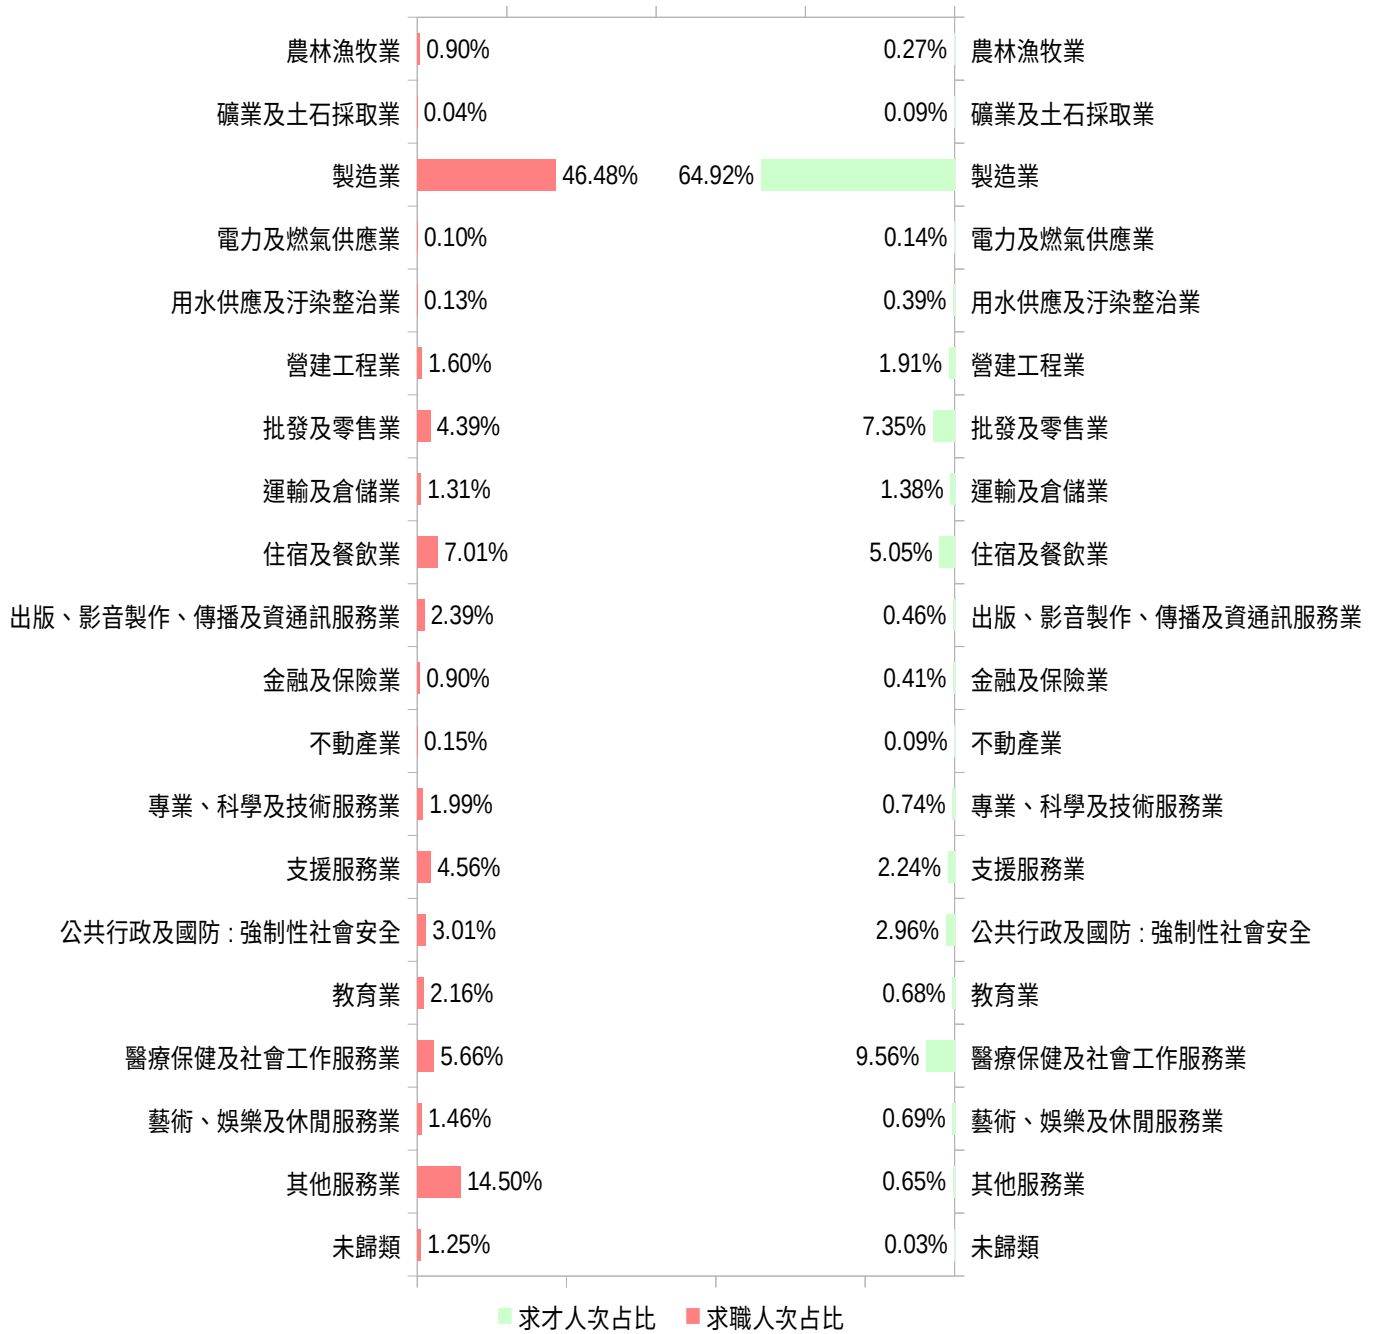 農林漁牧業 0.90% 0.27% 農林漁牧業
礦業及土石採取業 0.04% 0.09% 礦業及土石採取業
製造業 46.48% 64.92% 製造業
電力及燃氣供應業 0.10% 0.14% 電力及燃氣供應業
用水供應及汙染整治業 0.13% 0.39% 用水供應及汙染整治業
營建工程業 1.60% 1.91% 營建工程業
批發及零售業 4.39% 7.35% 批發及零售業
運輸及倉儲業 1.31% 1.38% 運輸及倉儲業
住宿及餐飲業 7.01% 5.05% 住宿及餐飲業
出版、影音製作、傳播及資通訊服務業 2.39% 0.46% 出版、影音製作、傳播及資通訊服務業
金融及保險業 0.90% 0.41% 金融及保險業
不動產業 0.15% 0.09% 不動產業
專業、科學及技術服務業 1.99% 0.74% 專業、科學及技術服務業
支援服務業 4.56% 2.24% 支援服務業
公共行政及國防 : 強制性社會安全 3.01% 2.96% 公共行政及國防 : 強制性社會安全
教育業 2.16% 0.68% 教育業
醫療保健及社會工作服務業 5.66% 9.56% 醫療保健及社會工作服務業
藝術、娛樂及休閒服務業 1.46% 0.69% 藝術、娛樂及休閒服務業
其他服務業 14.50% 0.65% 其他服務業
未歸類 1.25% 0.03% 未歸類
求才人次占比 求職人次占比